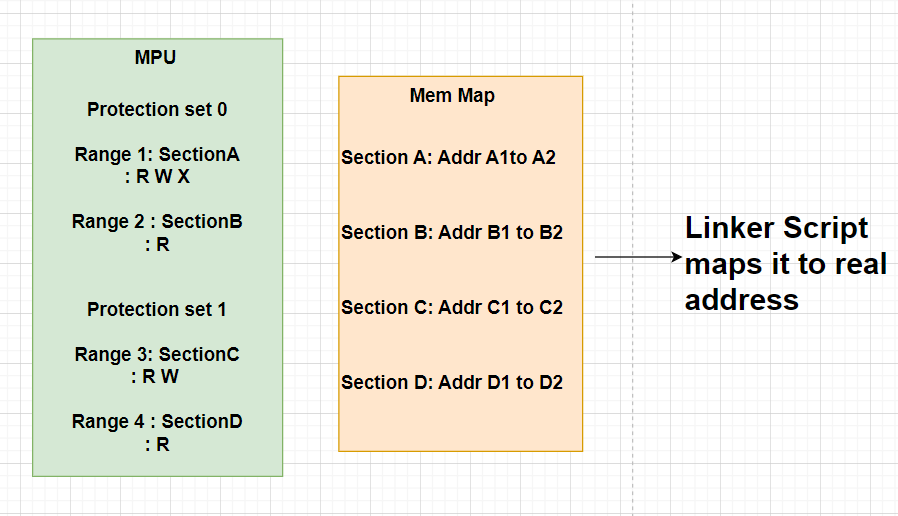 MPU
Protection set 0
Range 1: SectionA
: R W X
Range 2 : SectionB
: R
Protection set 1
Range 3: SectionC
: R W
Range 4 : SectionD
: R
Mem Map
Section A: Addr A1to A2
Section B: Addr B1 to B2
Section C: Addr C1 to C2
Section D: Addr D1 to D2
Linker Script
maps it to real
address